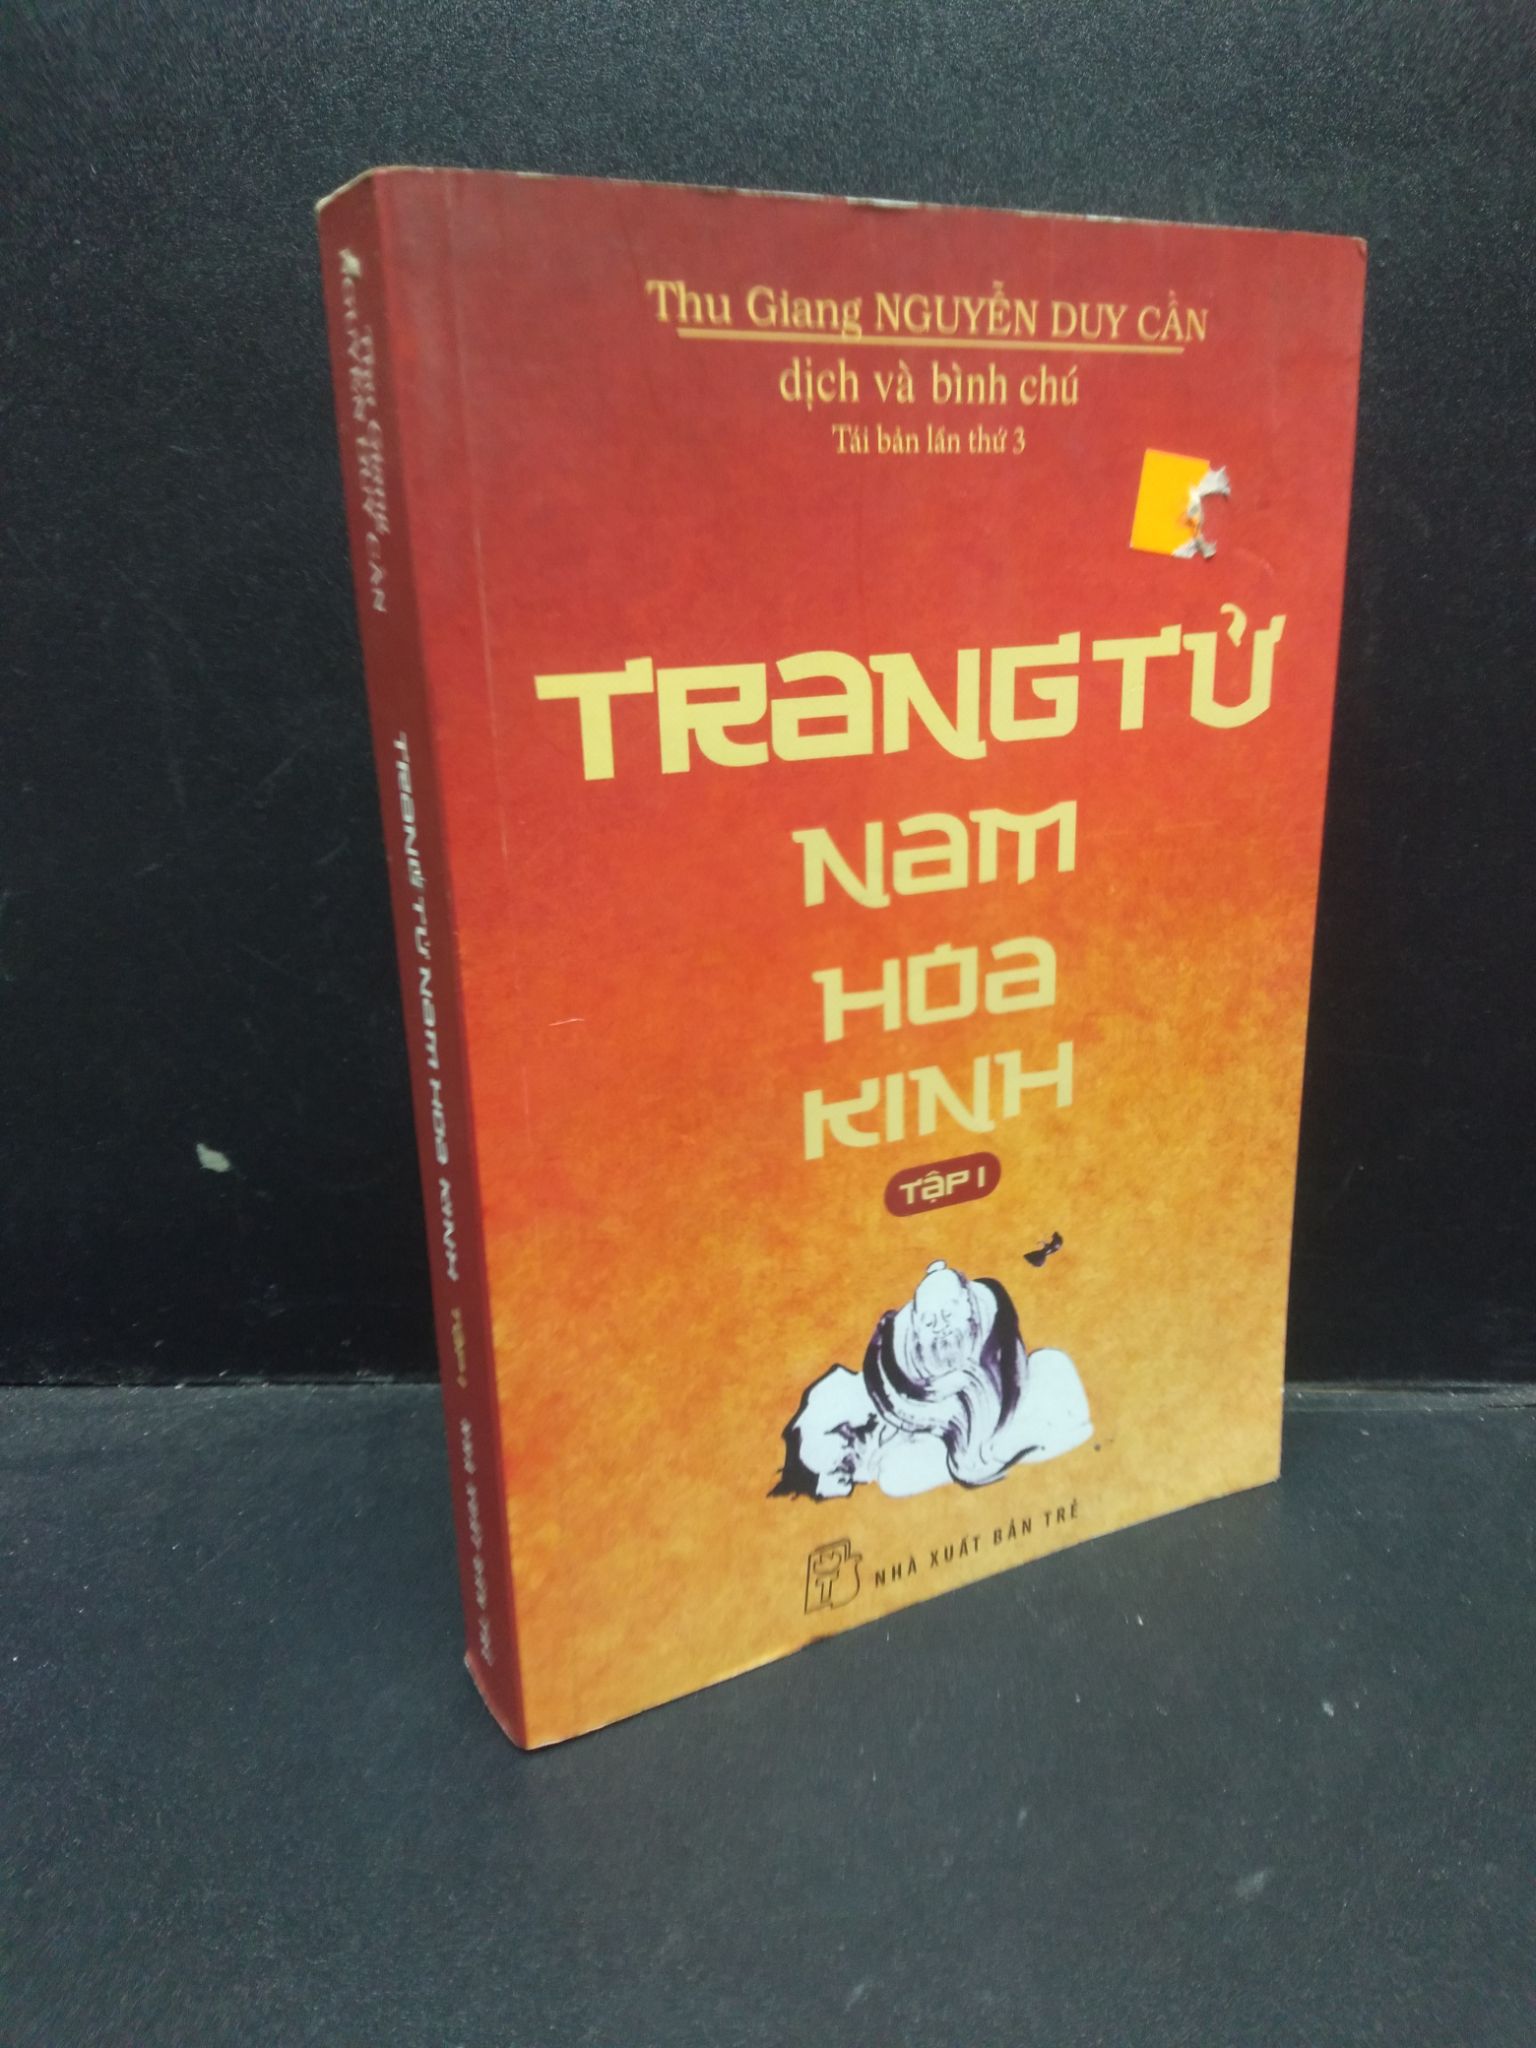 Thu Giang NGUYỄN DUY CẦN
dịch và bình chú
Tái bản lần thứ 3
TRANG TỬ
NAM
HÓA
KINH
TẬP I
NHÀ XUẤT BẢN TRẺ
TRANG TỬ NAM HOA KINH